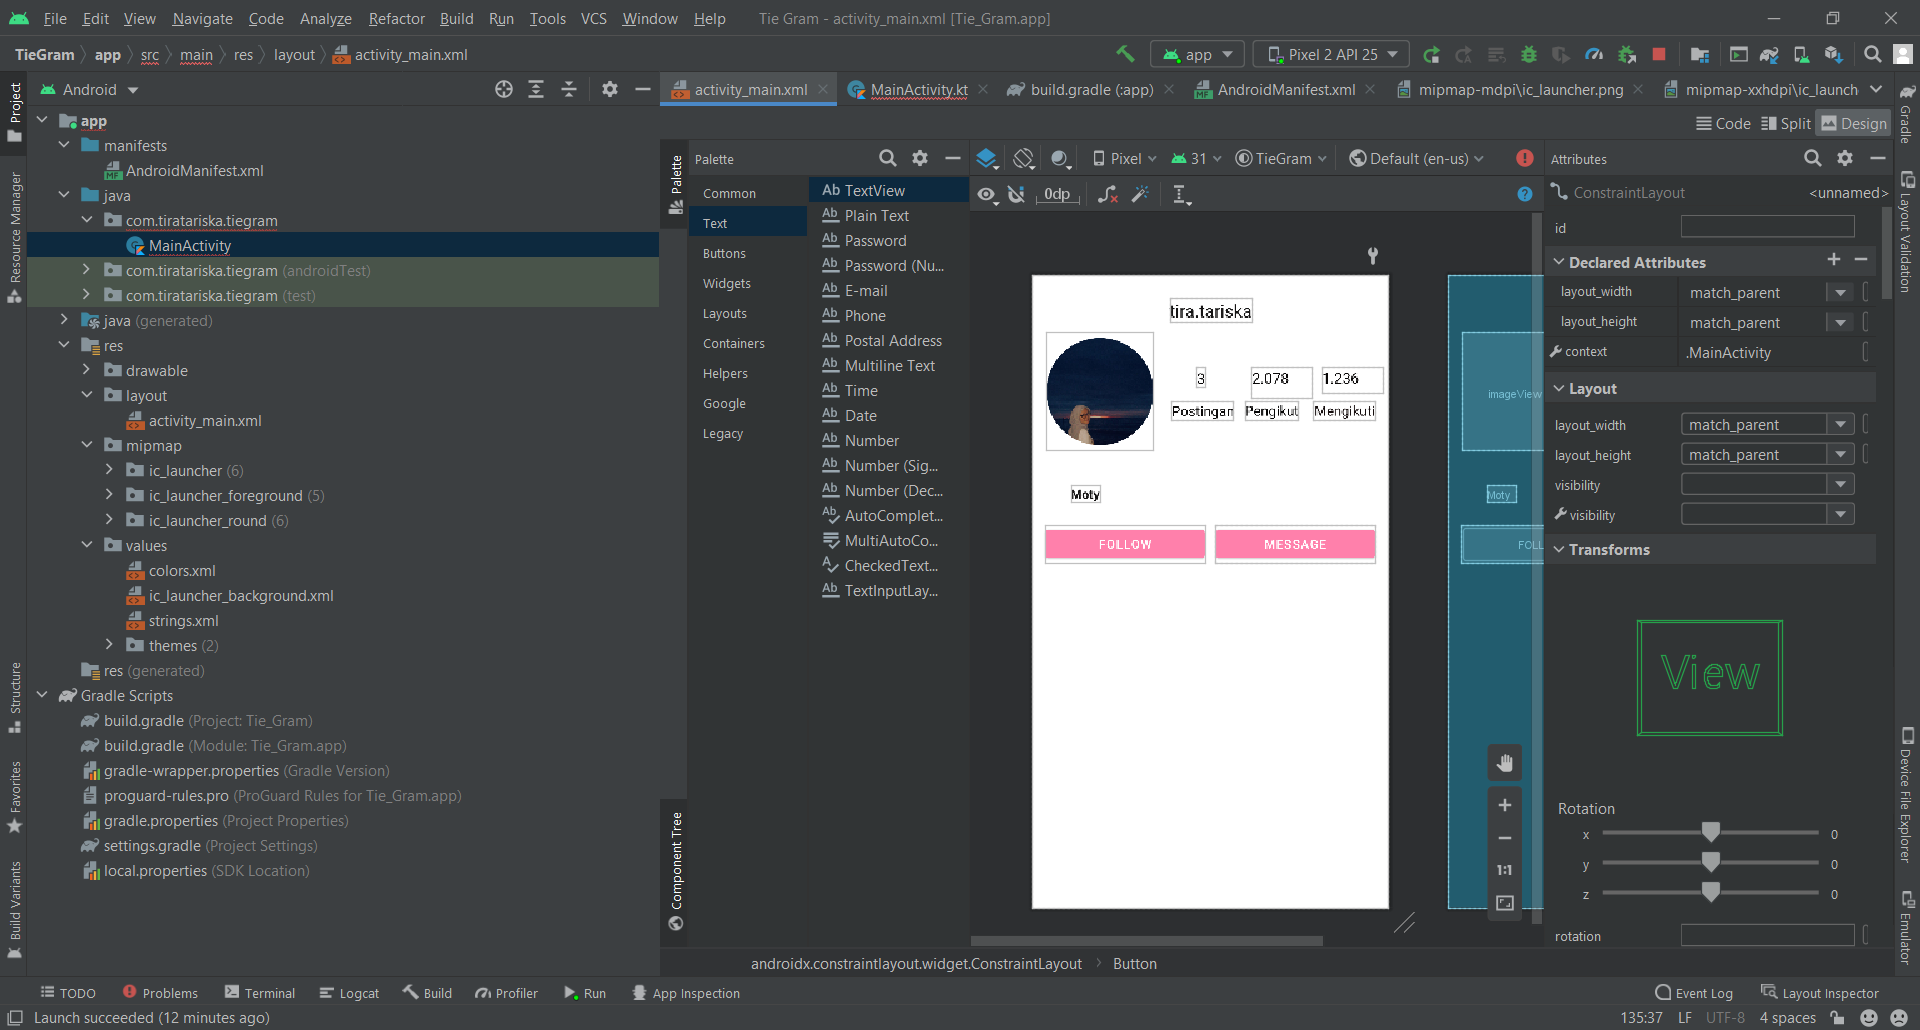 File Edit View Navigate Code Analyze Refactor Build Run Tools VCS Window Help Tie Gram - activity_main.xml [Tie_Gram.app]
TieGram app src main res layout activity_main.xml app Pixel 2 API 25
Android
activity_main.xml MainActivity.kt build.gradle (:app) AndroidManifest.xml mipmap-mdpi\ic_launcher.png mipmap-xxhdpi\ic_launch
Code Split Design
Project
Resource Manager
Structure
Favorites
Build Variants
app
manifests
AndroidManifest.xml
java
com.tiratariska.tiegram
MainActivity
com.tiratariska.tiegram (androidTest)
com.tiratariska.tiegram (test)
java (generated)
res
drawable
layout
activity_main.xml
mipmap
ic_launcher (6)
ic_launcher_foreground (5)
ic_launcher_round (6)
values
colors.xml
ic_launcher_background.xml
strings.xml
themes (2)
res (generated)
Gradle Scripts
build.gradle (Project: Tie_Gram)
build.gradle (Module: Tie_Gram.app)
gradle-wrapper.properties (Gradle Version)
proguard-rules.pro (ProGuard Rules for Tie_Gram.app)
gradle.properties (Project Properties)
settings.gradle (Project Settings)
local.properties (SDK Location)
Palette
Component Tree
Palette
Common
Text
Buttons
Widgets
Layouts
Containers
Helpers
Google
Legacy
Ab TextView
Ab Plain Text
Ab Password
Ab Password (Nu...
Ab E-mail
Ab Phone
Ab Postal Address
Ab Multiline Text
Ab Time
Ab Date
Ab Number
Ab Number (Sig...
Ab Number (Dec...
Ab AutoComplet...
MultiAutoCo...
A CheckedText...
Ab TextInputLay...
Pixel 31 TieGram Default (en-us)
0dp
tira.tariska
3 2.078 1.236
Postingan Pengikut Mengikuti
Moty
FOLLOW MESSAGE
imageView
Moty
FOLL
1:1
androidx.constraintlayout.widget.ConstraintLayout Button
Attributes
ConstraintLayout <unnamed>
id
Declared Attributes
layout_width match_parent
layout_height match_parent
context .MainActivity
Layout
layout_width match_parent
layout_height match_parent
visibility
visibility
Transforms
View
Rotation
x 0
y 0
z 0
rotation
Gradle
Layout Validation
Device File Explorer
Emulator
TODO Problems Terminal Logcat Build Profiler Run App Inspection Event Log Layout Inspector
Launch succeeded (12 minutes ago) 135:37 LF UTF-8 4 spaces